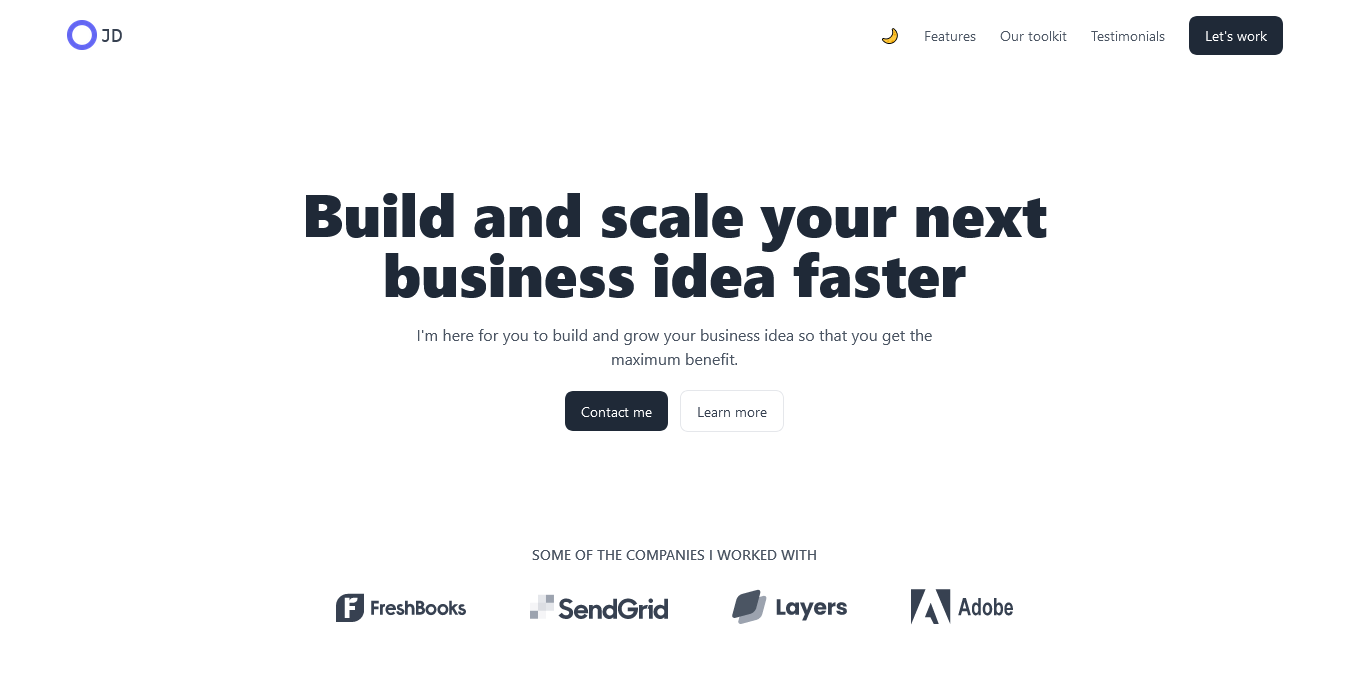 JD
Features
Our toolkit
Testimonials
Let's work
Build and scale your next
business idea faster
I'm here for you to build and grow your business idea so that you get the
maximum benefit.
Contact me
Learn more
SOME OF THE COMPANIES I WORKED WITH
FreshBooks
SendGrid
Layers
Adobe